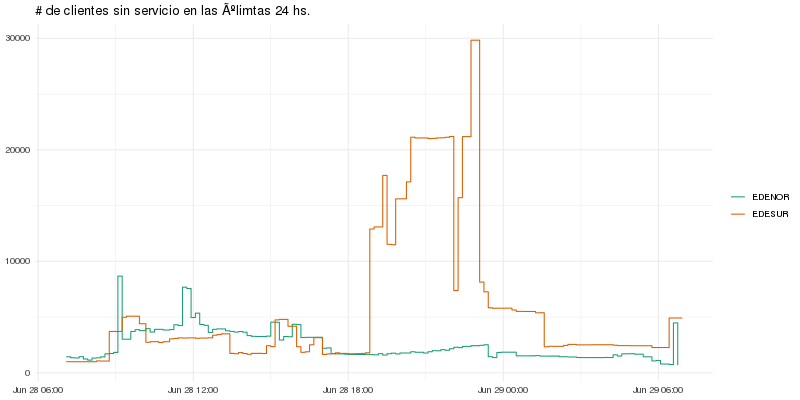 # de clientes sin servicio en las Ãºlimtas 24 hs.
30000
20000
10000
0
Jun 28 06:00
Jun 28 12:00
Jun 28 18:00
Jun 29 00:00
Jun 29 06:00
EDENOR
EDESUR